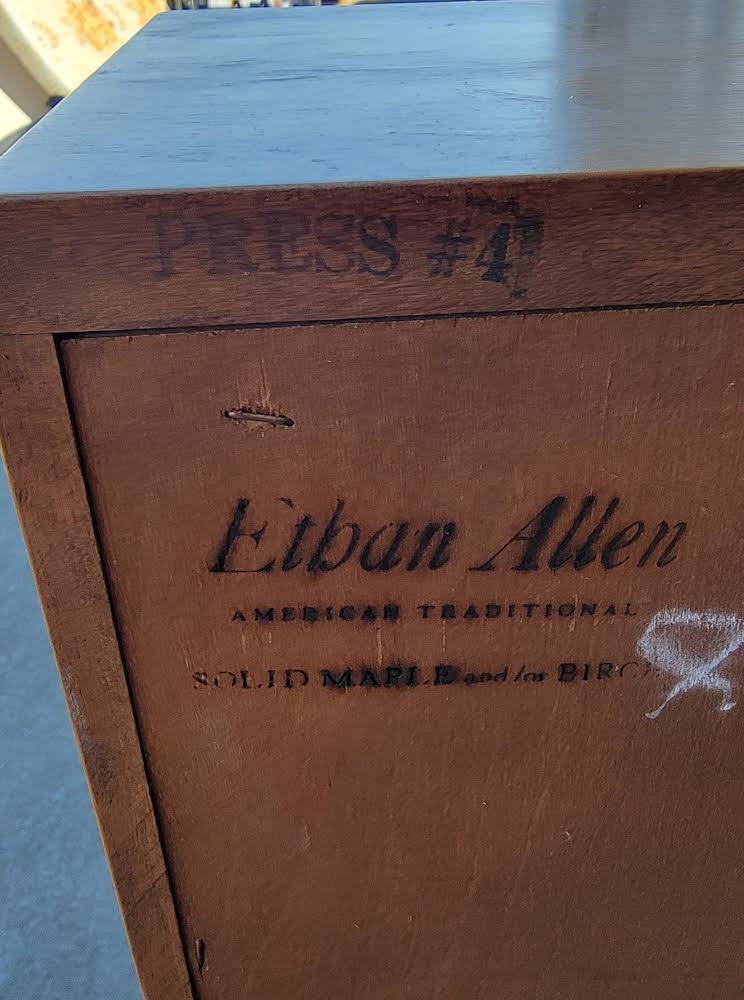 PRESS #4
Ethan Allen
AMERICAN TRADITIONAL
SOLID MAPLE and/or BIRCH